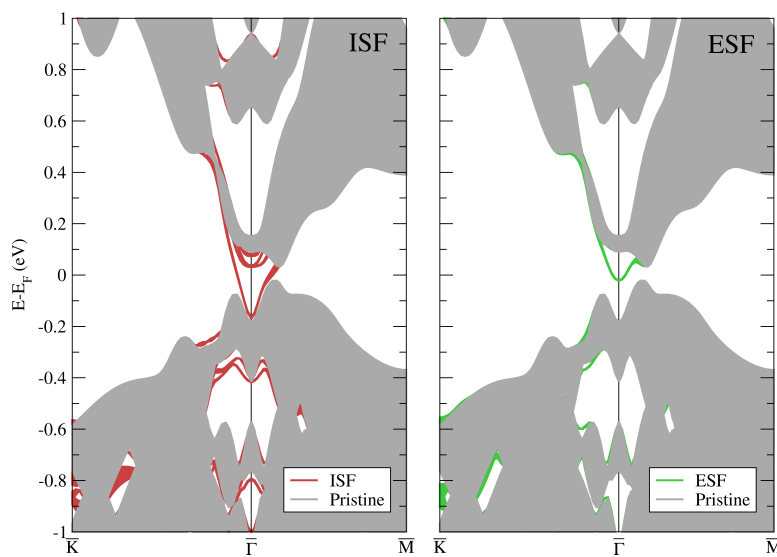 ISF
ESF
E-E_F (eV)
1
0.8
0.6
0.4
0.2
0
-0.2
-0.4
-0.6
-0.8
-1
ISF
Pristine
ESF
Pristine
K̅ Γ̅ M̅
K̅ Γ̅ M̅